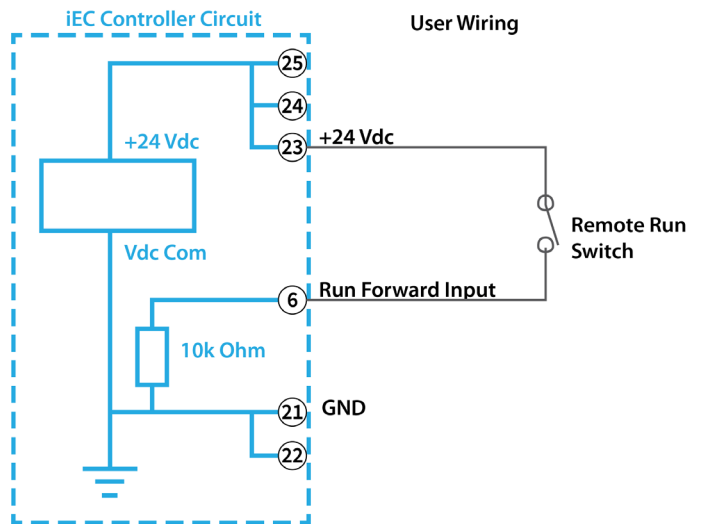 iEC Controller Circuit
User Wiring
25
24
+24 Vdc
23
+24 Vdc
Remote Run
Switch
Vdc Com
6
Run Forward Input
10k Ohm
21
GND
22